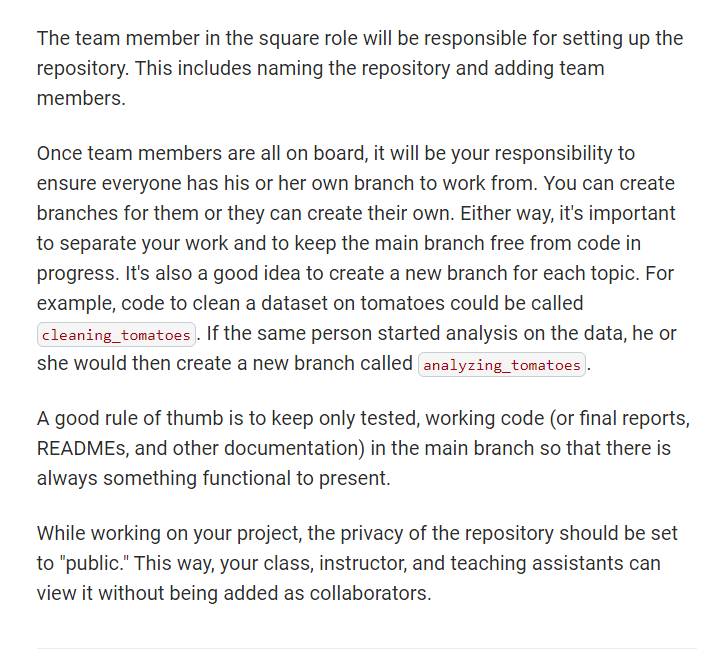 The team member in the square role will be responsible for setting up the
repository. This includes naming the repository and adding team
members.
Once team members are all on board, it will be your responsibility to
ensure everyone has his or her own branch to work from. You can create
branches for them or they can create their own. Either way, it's important
to separate your work and to keep the main branch free from code in
progress. It's also a good idea to create a new branch for each topic. For
example, code to clean a dataset on tomatoes could be called
cleaning_tomatoes. If the same person started analysis on the data, he or
she would then create a new branch called analyzing_tomatoes.
A good rule of thumb is to keep only tested, working code (or final reports,
READMEs, and other documentation) in the main branch so that there is
always something functional to present.
While working on your project, the privacy of the repository should be set
to "public." This way, your class, instructor, and teaching assistants can
view it without being added as collaborators.